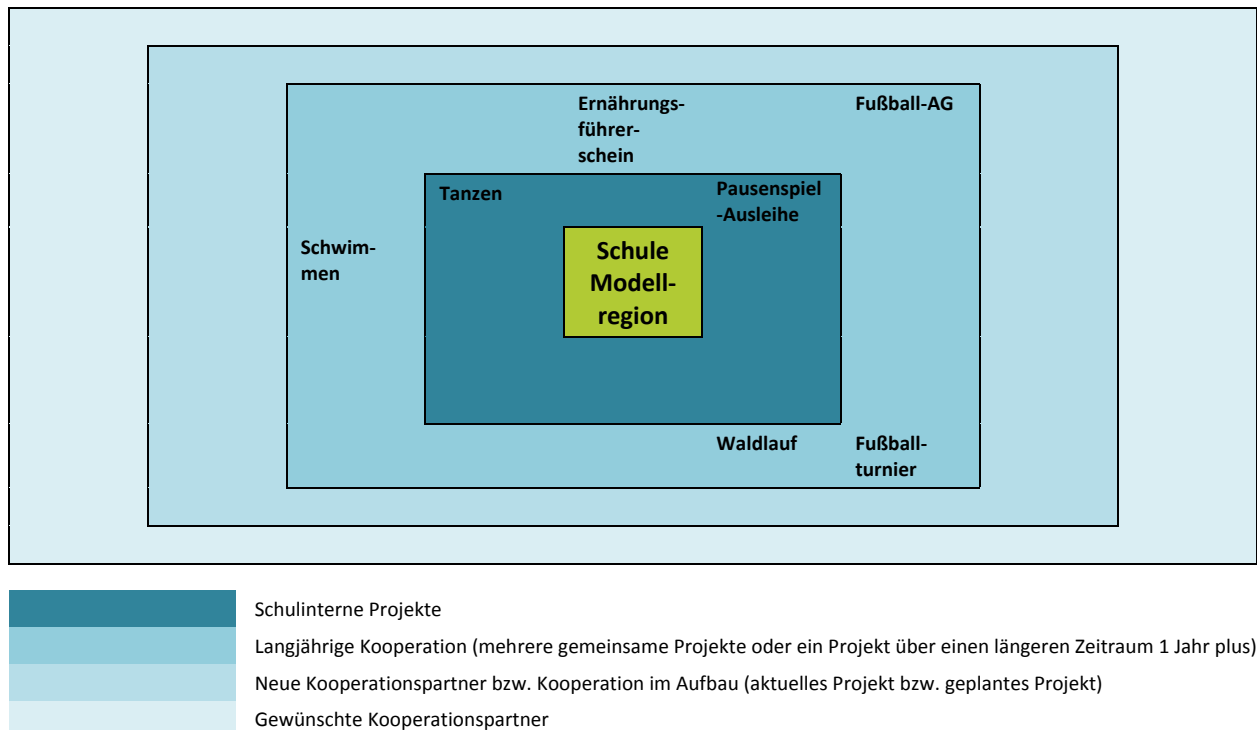 Ernährungs-
führer-
schein
Fußball-AG
Tanzen
Pausenspiel
-Ausleihe
Schwim-
men
Schule
Modell-
region
Waldlauf
Fußball-
turnier
Schulinterne Projekte
Langjährige Kooperation (mehrere gemeinsame Projekte oder ein Projekt über einen längeren Zeitraum 1 Jahr plus)
Neue Kooperationspartner bzw. Kooperation im Aufbau (aktuelles Projekt bzw. geplantes Projekt)
Gewünschte Kooperationspartner